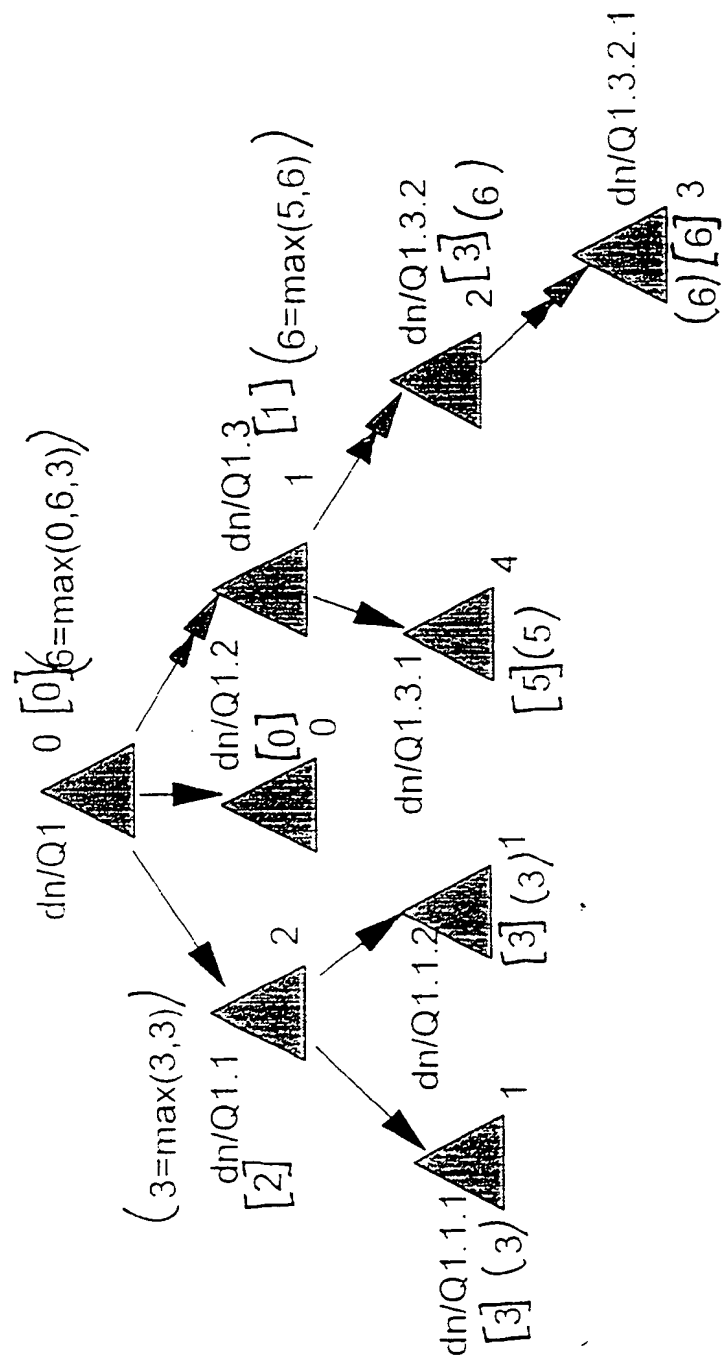 dn/Q1
0 [0] (6=max(0,6,3))
(3=max(3,3))
dn/Q1.1
[2]
2
dn/Q1.2
[0]
0
dn/Q1.3
1
[1] (6=max(5,6))
dn/Q1.1.1
[3] (3)
1
dn/Q1.1.2
[3] (3) 1
dn/Q1.3.1
[5](5)
4
dn/Q1.3.2
2 [3] (6)
dn/Q1.3.2.1
(6) [6] 3